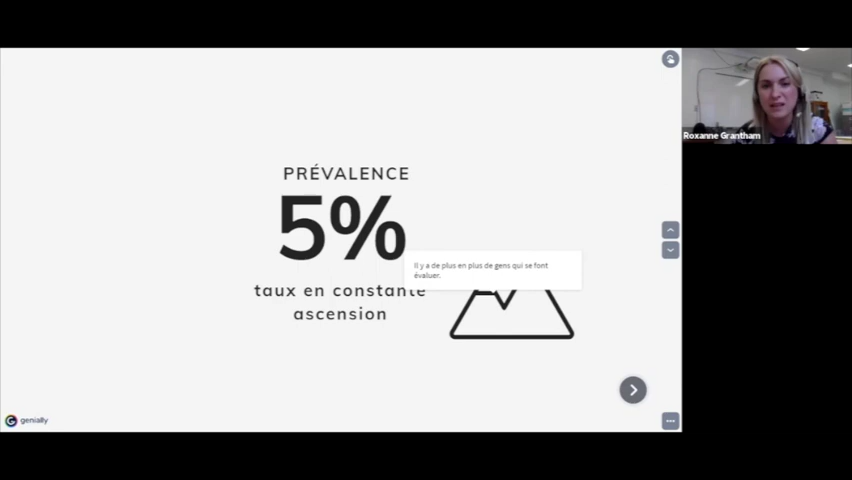 PRÉVALENCE
5%
Il y a de plus en plus de gens qui se font
évaluer.
taux en constante
ascension
genially
Roxanne Grantham